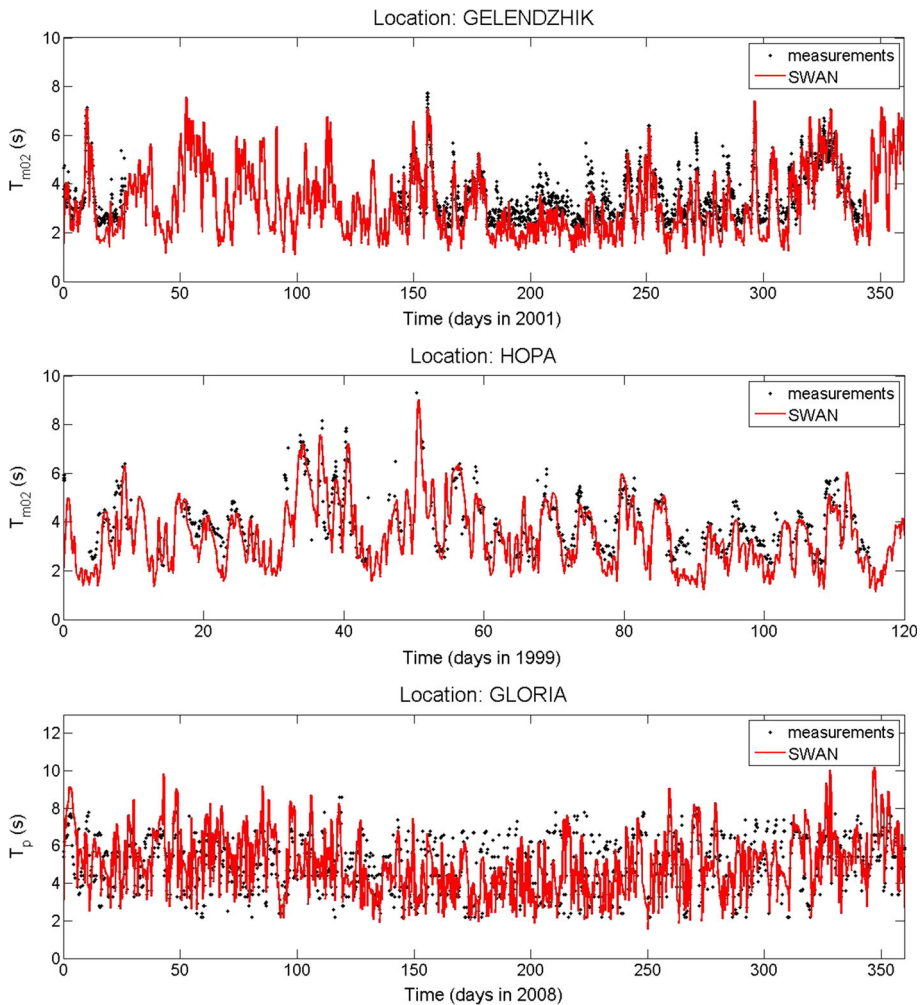 Location: GELENDZHIK
10
8
6
4
2
0
T_m02 (s)
measurements
SWAN
0 50 100 150 200 250 300 350
Time (days in 2001)
Location: HOPA
10
8
6
4
2
0
T_m02 (s)
measurements
SWAN
0 20 40 60 80 100 120
Time (days in 1999)
Location: GLORIA
12
10
8
6
4
2
0
T_p (s)
measurements
SWAN
0 50 100 150 200 250 300 350
Time (days in 2008)